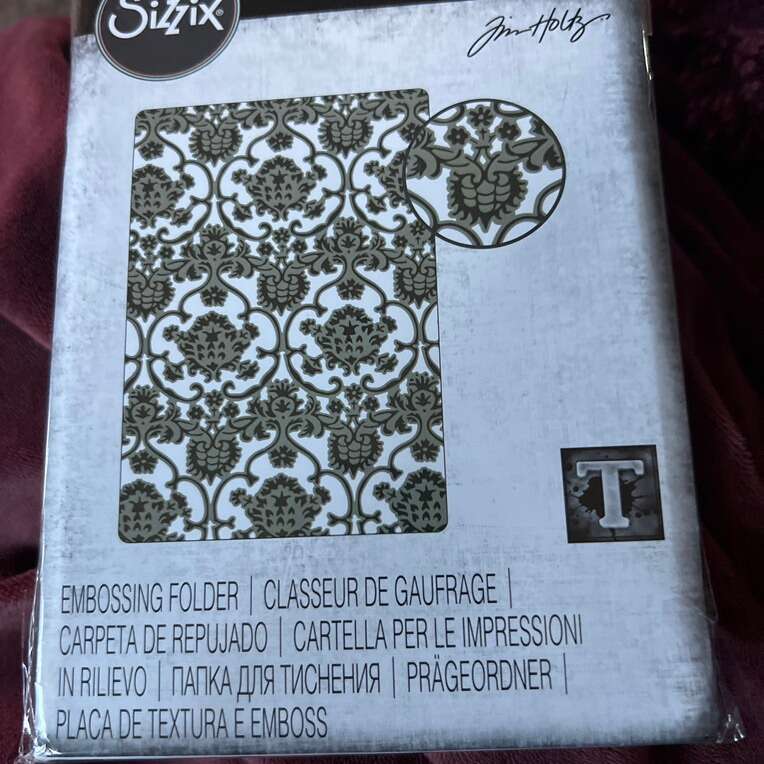 Sizzix
Tim Holtz
T
EMBOSSING FOLDER | CLASSEUR DE GAUFRAGE |
CARPETA DE REPUJADO | CARTELLA PER LE IMPRESSIONI
IN RILIEVO | ПАПКА ДЛЯ ТИСНЕНИЯ | PRÄGEORDNER |
PLACA DE TEXTURA E EMBOSS